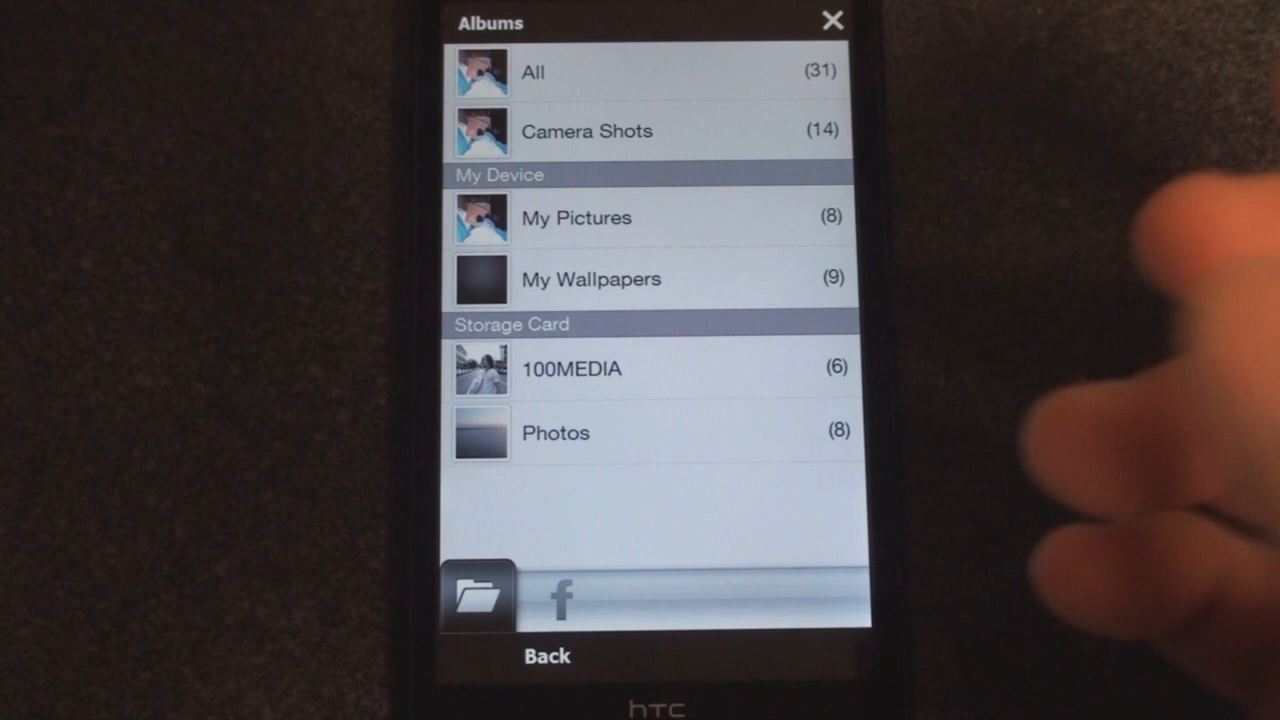 Albums
All (31)
Camera Shots (14)
My Device
My Pictures (8)
My Wallpapers (9)
Storage Card
100MEDIA (6)
Photos (8)
f
Back
hTC